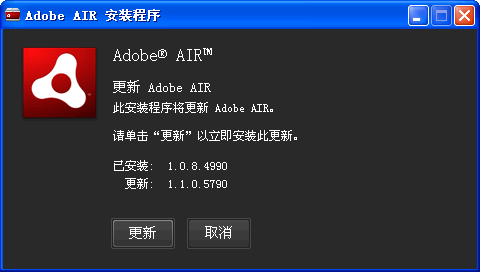 Adobe AIR 安装程序
Adobe® AIR™
更新 Adobe AIR
此安装程序将更新 Adobe AIR。
请单击“更新”以立即安装此更新。
已安装: 1.0.8.4990
更新: 1.1.0.5790
更新 取消